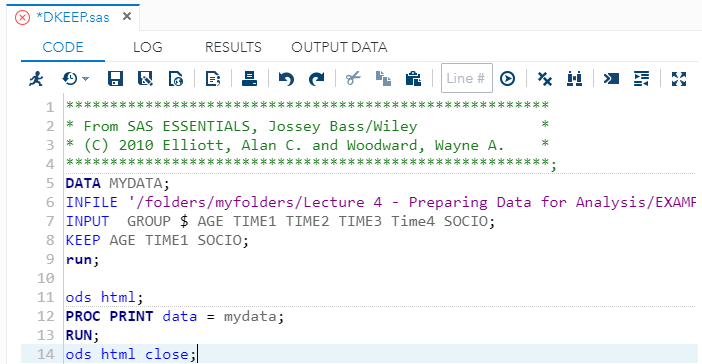 *DKEEP.sas ×
CODE LOG RESULTS OUTPUT DATA
Line #
1 ******************************************************
2 * From SAS ESSENTIALS, Jossey Bass/Wiley *
3 * (C) 2010 Elliott, Alan C. and Woodward, Wayne A. *
4 ******************************************************;
5 DATA MYDATA;
6 INFILE '/folders/myfolders/Lecture 4 - Preparing Data for Analysis/EXAMP
7 INPUT GROUP $ AGE TIME1 TIME2 TIME3 Time4 SOCIO;
8 KEEP AGE TIME1 SOCIO;
9 run;
10
11 ods html;
12 PROC PRINT data = mydata;
13 RUN;
14 ods html close;